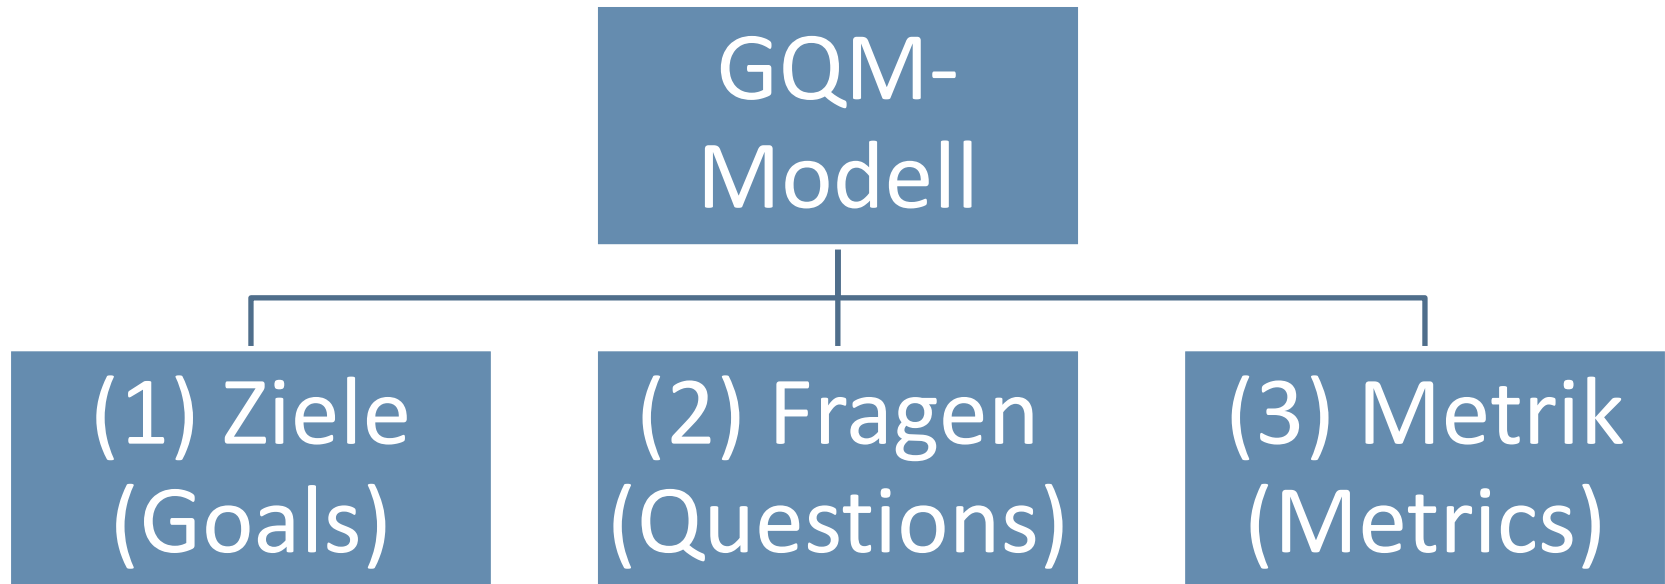 GQM-
Modell
(1) Ziele
(Goals)
(2) Fragen
(Questions)
(3) Metrik
(Metrics)